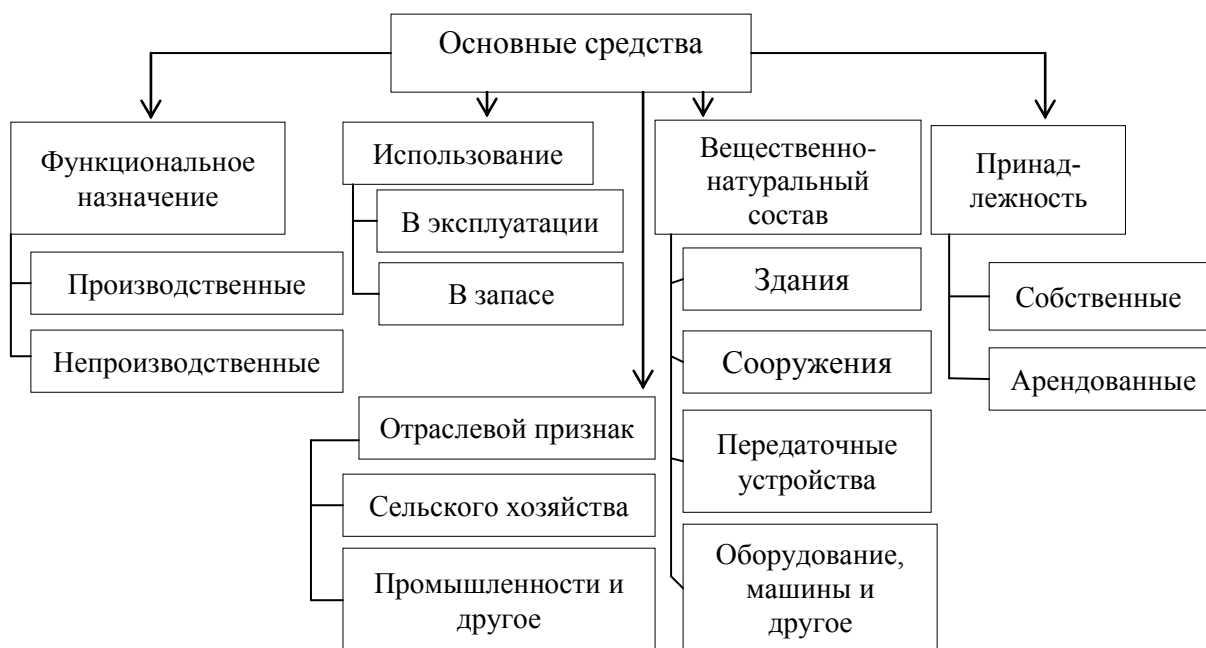 Основные средства
Функциональное
назначение
Производственные
Непроизводственные
Использование
В эксплуатации
В запасе
Отраслевой признак
Сельского хозяйства
Промышленности и
другое
Вещественно-
натуральный
состав
Здания
Сооружения
Передаточные
устройства
Оборудование,
машины и
другое
Принад-
лежность
Собственные
Арендованные